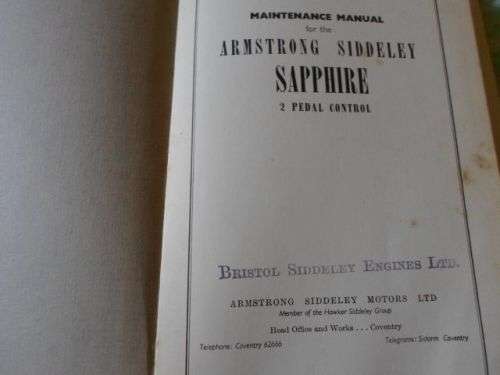 MAINTENANCE MANUAL
for the
ARMSTRONG SIDDELEY
SAPPHIRE
2 PEDAL CONTROL
BRISTOL SIDDELEY ENGINES LTD.
ARMSTRONG SIDDELEY MOTORS LTD
Member of the Hawker Siddeley Group
Head Office and Works . . . Coventry
Telephone: Coventry 62666 Telegrams: Sidarm Coventry